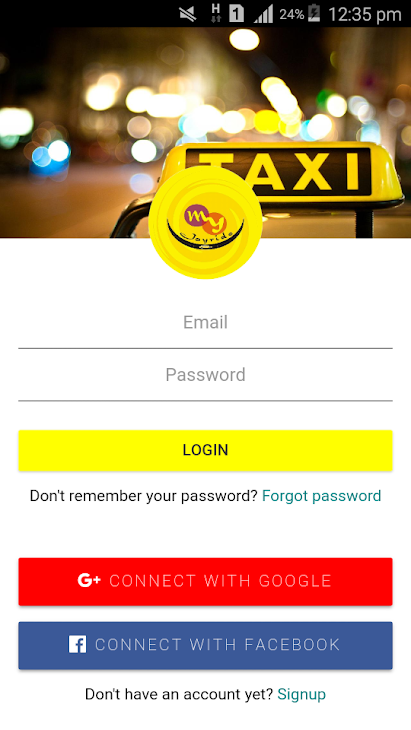 H 1 24% 12:35 pm
TAXI
my
Joyride
Email
Password
LOGIN
Don't remember your password? Forgot password
G+ CONNECT WITH GOOGLE
f CONNECT WITH FACEBOOK
Don't have an account yet? Signup